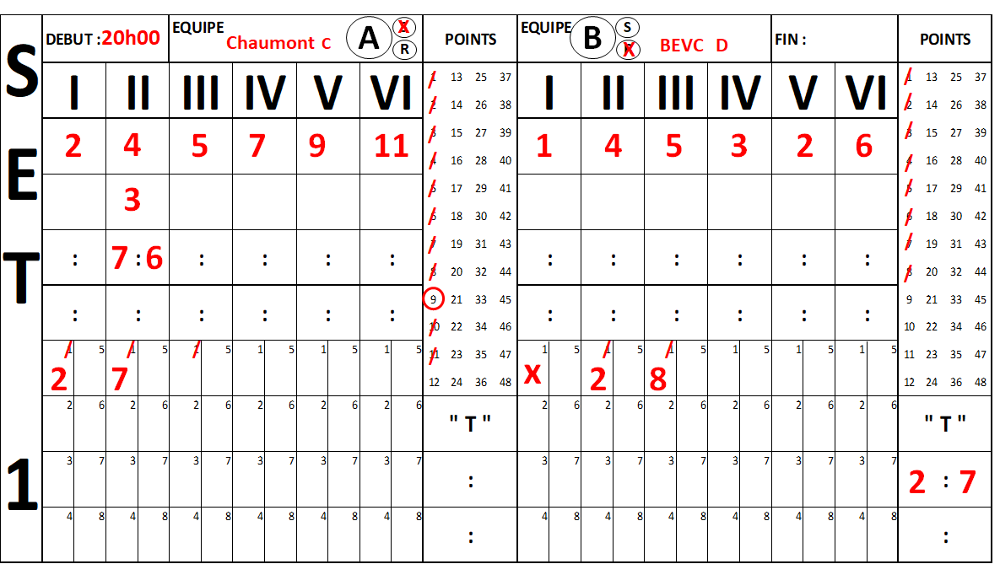 SET 1
DEBUT :20h00 EQUIPE Chaumont C A X R POINTS EQUIPE B S X BEVC D FIN : POINTS
I II III IV V VI I II III IV V VI
1 13 25 37 1 13 25 37
2 14 26 38 2 14 26 38
2 4 5 7 9 11 3 15 27 39 1 4 5 3 2 6 3 15 27 39
4 16 28 40 4 16 28 40
3 5 17 29 41 5 17 29 41
6 18 30 42 6 18 30 42
: 7 : 6 : : : : 7 19 31 43 : : : : : : 7 19 31 43
8 20 32 44 8 20 32 44
9 21 33 45 9 21 33 45
: : : : : : : : : : : :
10 22 34 46 10 22 34 46
1 5 1 5 1 5 1 5 1 5 1 5 11 23 35 47 1 5 1 5 1 5 1 5 1 5 1 5 11 23 35 47
2 7 12 24 36 48 X 2 8 12 24 36 48
2 6 2 6 2 6 2 6 2 6 2 6 2 6 2 6 2 6 2 6 2 6 2 6
" T " " T "
3 7 3 7 3 7 3 7 3 7 3 7 3 7 3 7 3 7 3 7 3 7 3 7
: 2 : 7
4 8 4 8 4 8 4 8 4 8 4 8 4 8 4 8 4 8 4 8 4 8 4 8
: :